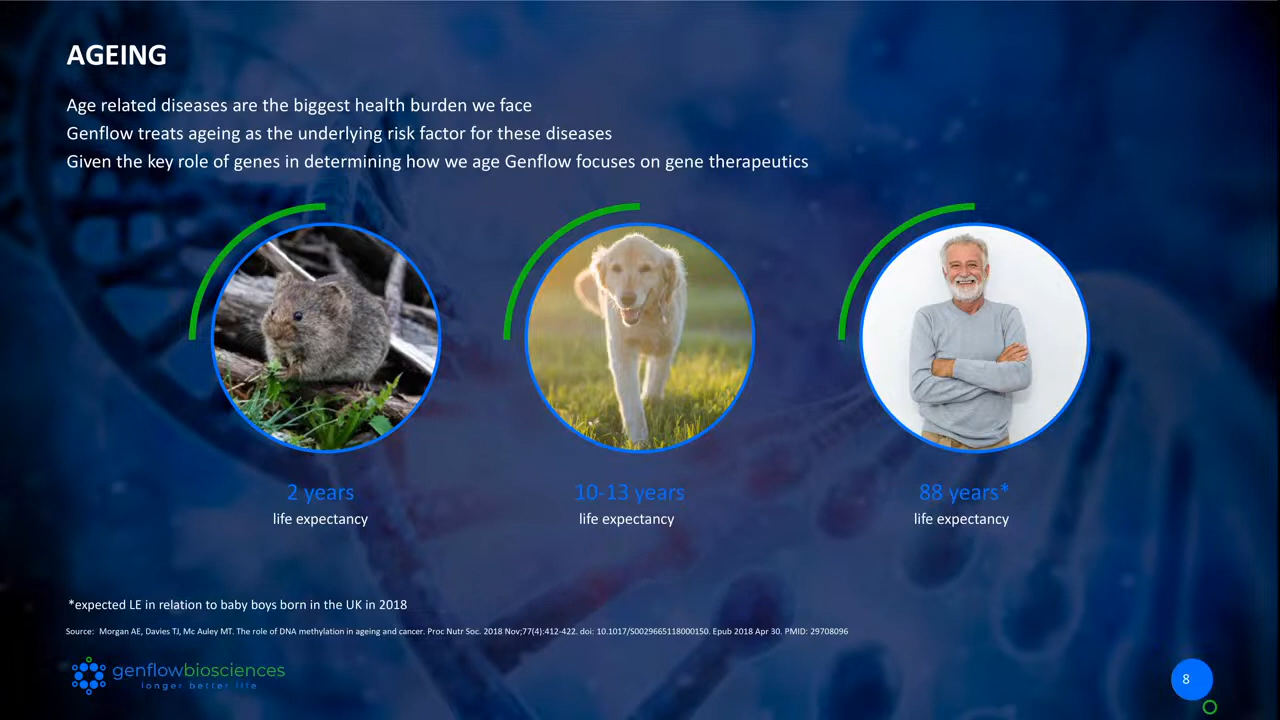 AGEING
Age related diseases are the biggest health burden we face
Genflow treats ageing as the underlying risk factor for these diseases
Given the key role of genes in determining how we age Genflow focuses on gene therapeutics
2 years
life expectancy
10-13 years
life expectancy
88 years*
life expectancy
*expected LE in relation to baby boys born in the UK in 2018
Source: Morgan AE, Davies TJ, Mc Auley MT. The role of DNA methylation in ageing and cancer. Proc Nutr Soc. 2018 Nov;77(4):412-422. doi: 10.1017/S0029665118000150. Epub 2018 Apr 30. PMID: 29708096
genflowbiosciences
longer better life
8